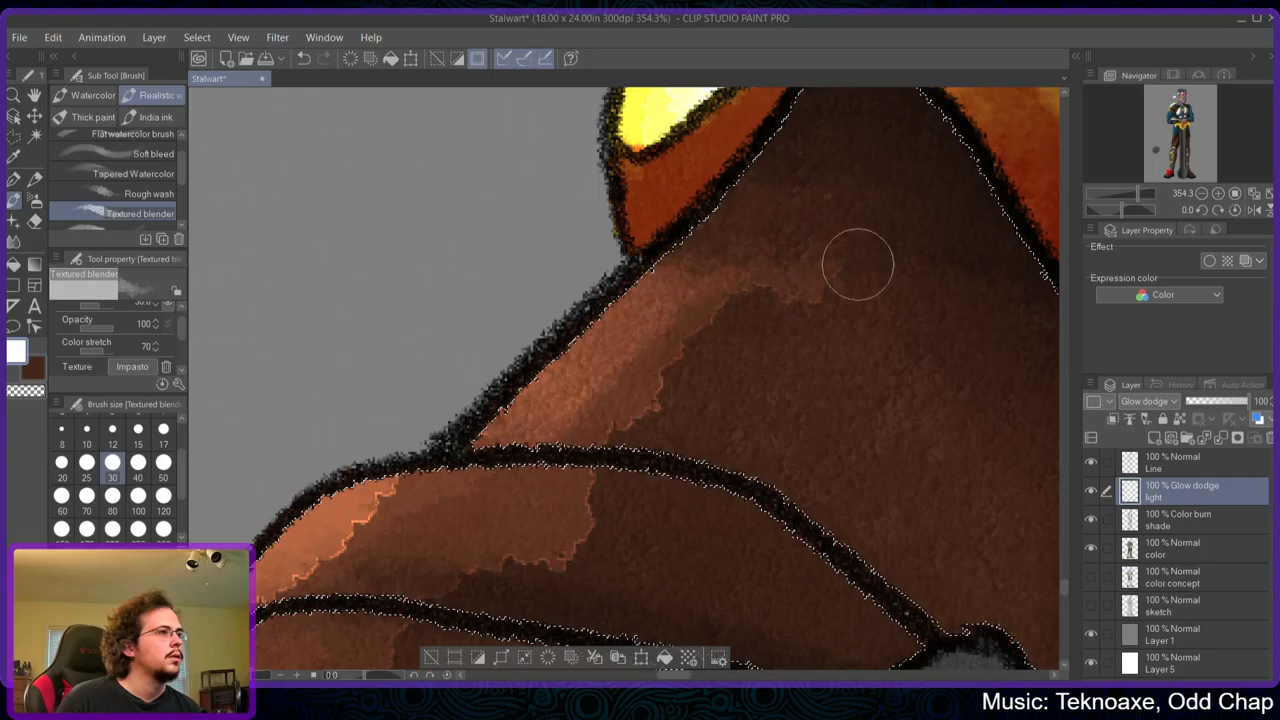 Stalwart* (18.00 x 24.00in 300dpi 354.3%) - CLIP STUDIO PAINT PRO
File Edit Animation Layer Select View Filter Window Help
Sub Tool [Brush]
Stalwart*
Navigator
Watercolor
Realistic w
Thick paint
India ink
Flat watercolor brush
Soft bleed
Tapered Watercolor
Rough wash
Textured blender
Tool property [Textured ble
Textured blender
Opacity 100
Color stretch 70
Texture Impasto
Brush size [Textured blend
8 10 12 15 17
20 25 30 40 50
60 70 80 100 120
354.3
0.0
Layer Property
Effect
Expression color
Color
Layer
History
Auto Action
Glow dodge 100
100 % Normal
Line
100 % Glow dodge
light
100 % Color burn
shade
100 % Normal
color
100 % Normal
color concept
100 % Normal
sketch
100 % Normal
Layer 1
100 % Normal
Layer 5
Music: Teknoaxe, Odd Chap